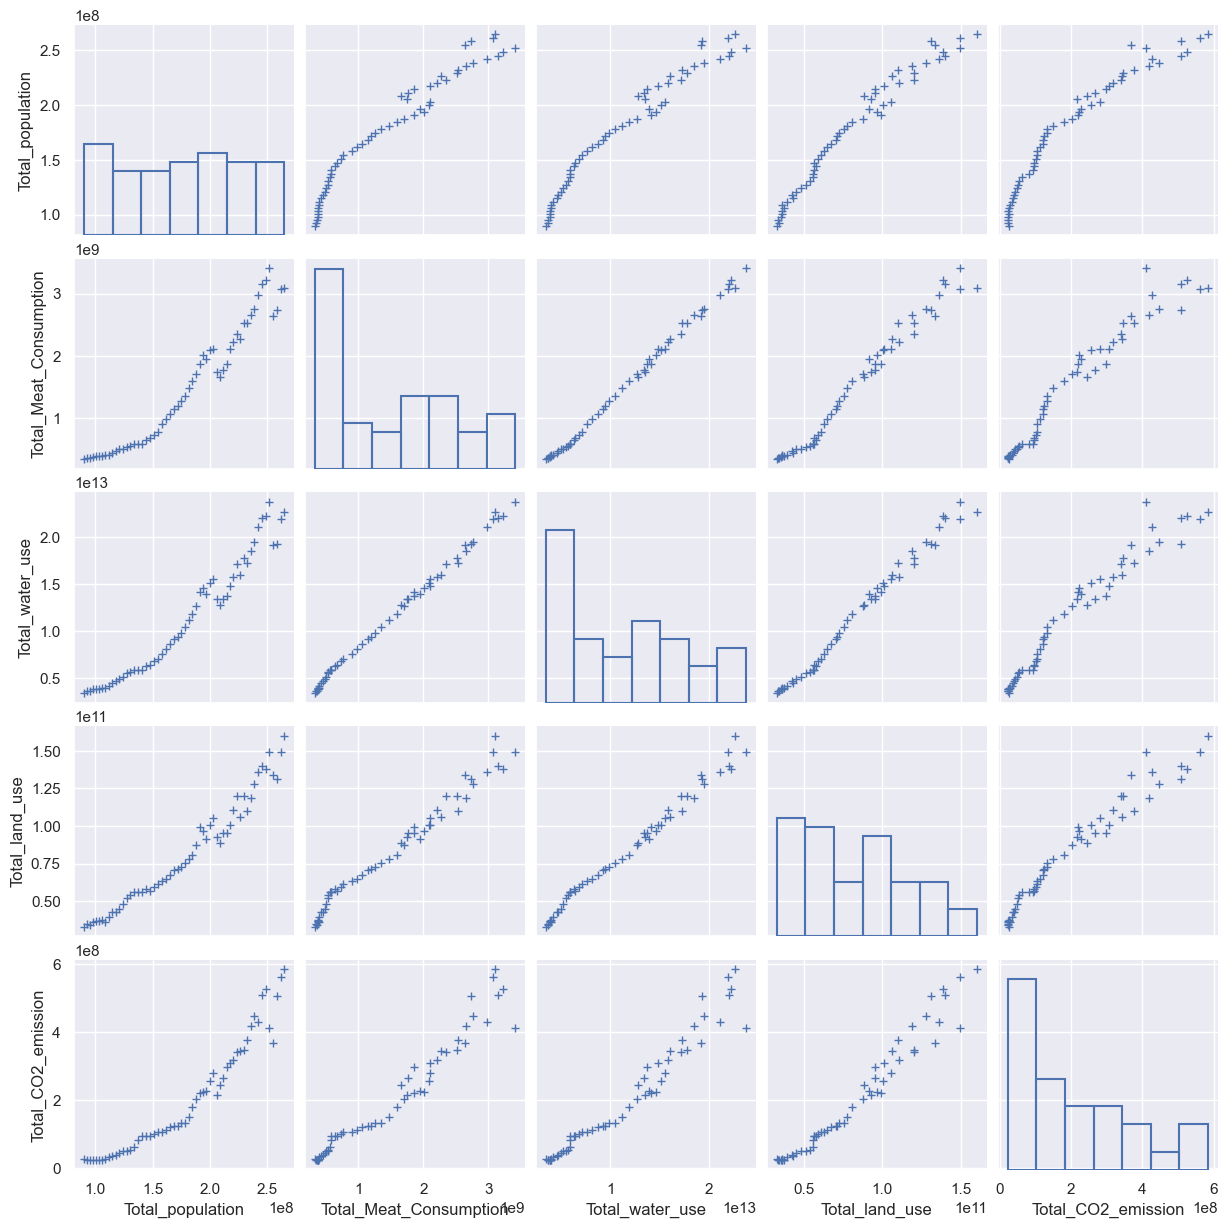 1e8
Total_population
2.5
2.0
1.5
1.0
1e9
Total_Meat_Consumption
3
2
1
1e13
Total_water_use
2.0
1.5
1.0
0.5
1e11
Total_land_use
1.50
1.25
1.00
0.75
0.50
1e8
Total_CO2_emission
6
4
2
0
1.0 1.5 2.0 2.5 1 2 3 1 2 0.5 1.0 1.5 0 2 4 6
Total_population 1e8 Total_Meat_Consumption 1e9 Total_water_use 1e13 Total_land_use 1e11 Total_CO2_emission 1e8